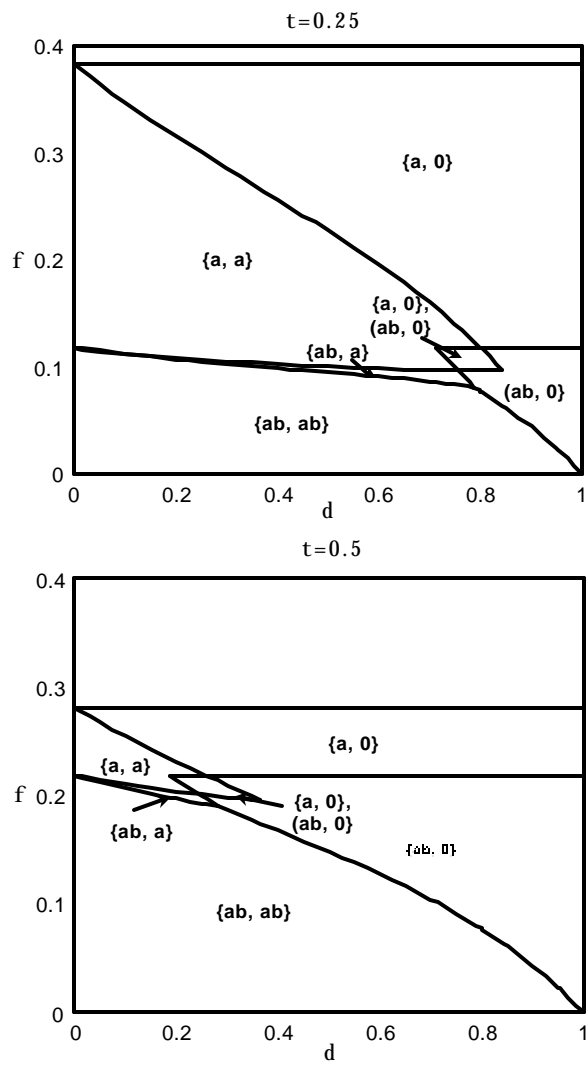 t=0.25
0.4
{a, 0}
0.3
{a, a}
f 0.2
{a, 0},
(ab, 0}
{ab, a}
0.1
(ab, 0}
{ab, ab}
0
0 0.2 0.4 0.6 0.8 1
d
t=0.5
0.4
0.3
{a, 0}
{a, a}
f 0.2
{a, 0},
(ab, 0}
{ab, a}
{ab, 0}
0.1
{ab, ab}
0
0 0.2 0.4 0.6 0.8 1
d